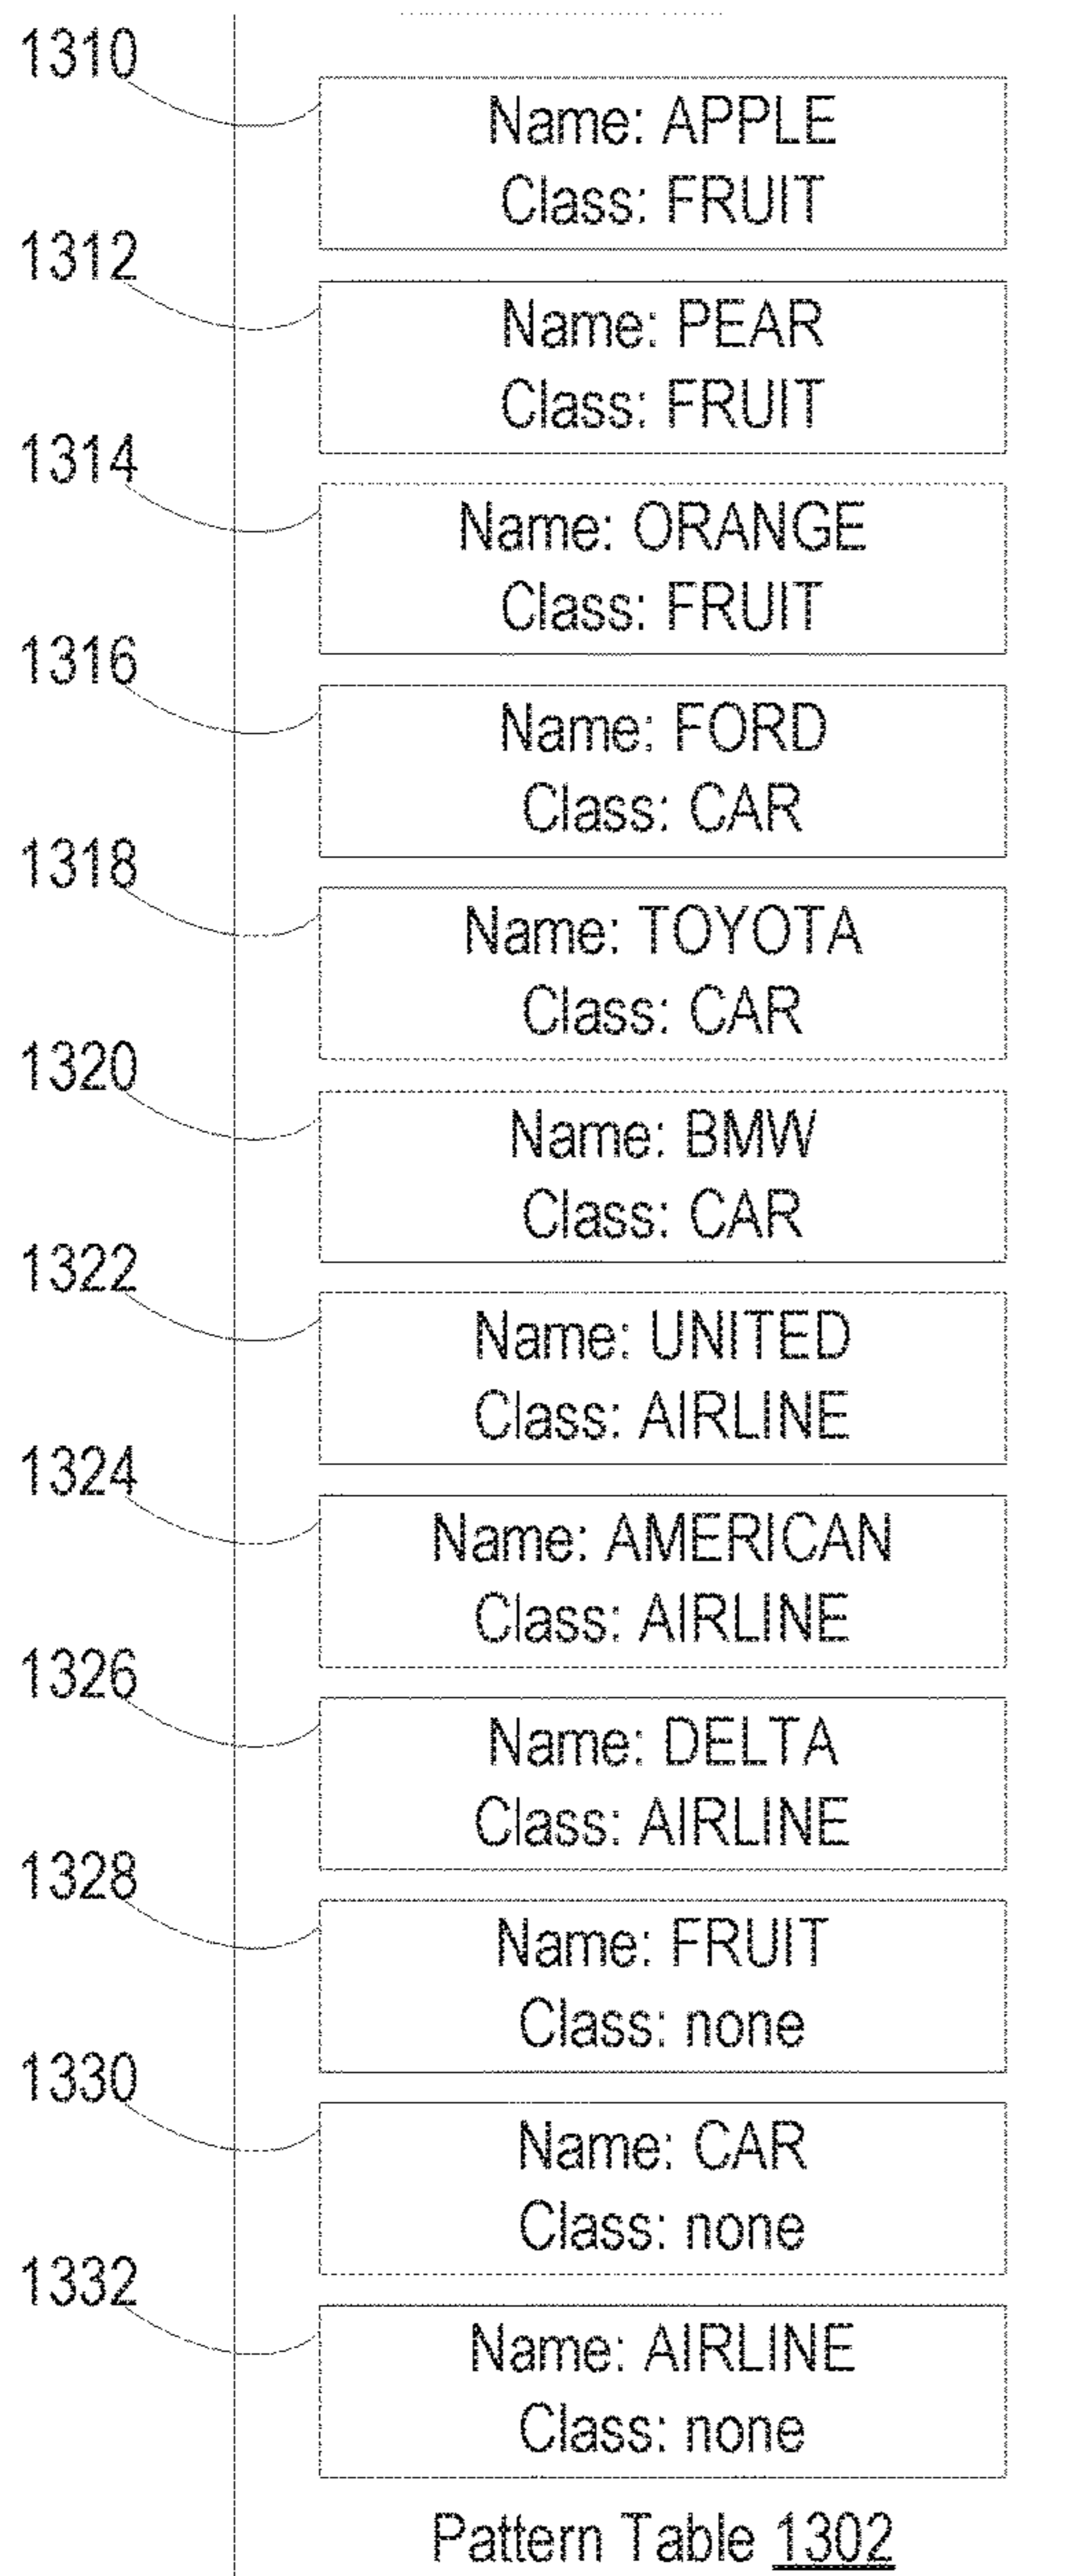 1310
Name: APPLE
Class: FRUIT
1312
Name: PEAR
Class: FRUIT
1314
Name: ORANGE
Class: FRUIT
1316
Name: FORD
Class: CAR
1318
Name: TOYOTA
Class: CAR
1320
Name: BMW
Class: CAR
1322
Name: UNITED
Class: AIRLINE
1324
Name: AMERICAN
Class: AIRLINE
1326
Name: DELTA
Class: AIRLINE
1328
Name: FRUIT
Class: none
1330
Name: CAR
Class: none
1332
Name: AIRLINE
Class: none
Pattern Table 1302